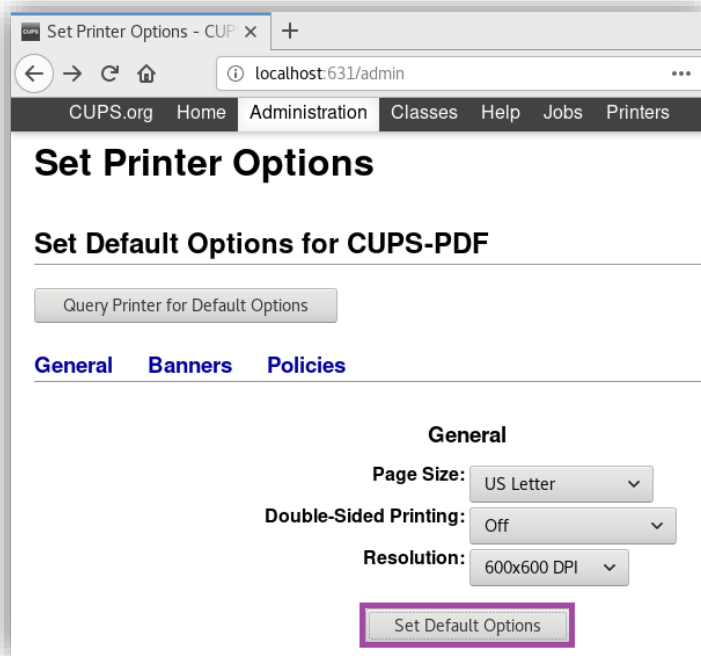 CUPS Set Printer Options - CUP
localhost:631/admin
CUPS.org Home Administration Classes Help Jobs Printers
Set Printer Options
Set Default Options for CUPS-PDF
Query Printer for Default Options
General Banners Policies
General
Page Size: US Letter
Double-Sided Printing: Off
Resolution: 600x600 DPI
Set Default Options